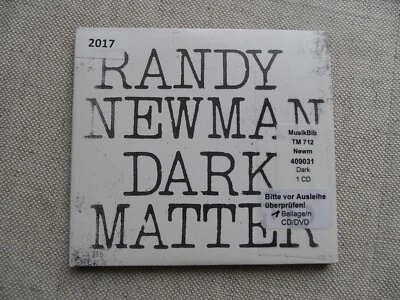 2017
RANDY
NEWMAN
DARK
MATTER
MusikBib
TM 712
Newm
409031
Dark
1 CD
Bitte vor Ausleihe
überprüfen!
Beilage/n
CD/DVD